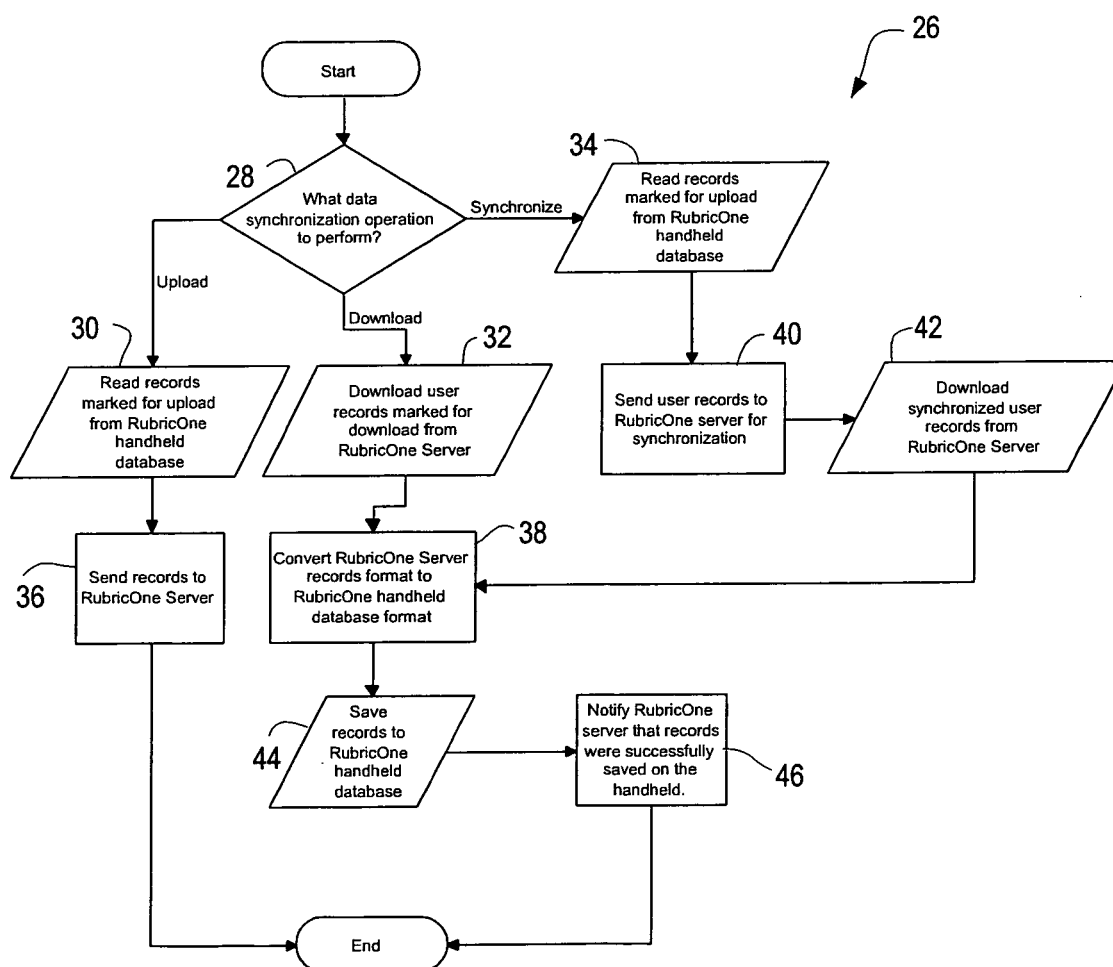 26
Start
28
What data
synchronization operation
to perform?
Synchronize
34
Read records
marked for upload
from RubricOne
handheld
database
Upload
Download
30
Read records
marked for upload
from RubricOne
handheld
database
32
Download user
records marked for
download from
RubricOne Server
40
Send user records to
RubricOne server for
synchronization
42
Download
synchronized user
records from
RubricOne Server
36
Send records to
RubricOne Server
38
Convert RubricOne Server
records format to
RubricOne handheld
database format
44
Save
records to
RubricOne
handheld
database
Notify RubricOne
server that records
were successfully
saved on the
handheld.
46
End